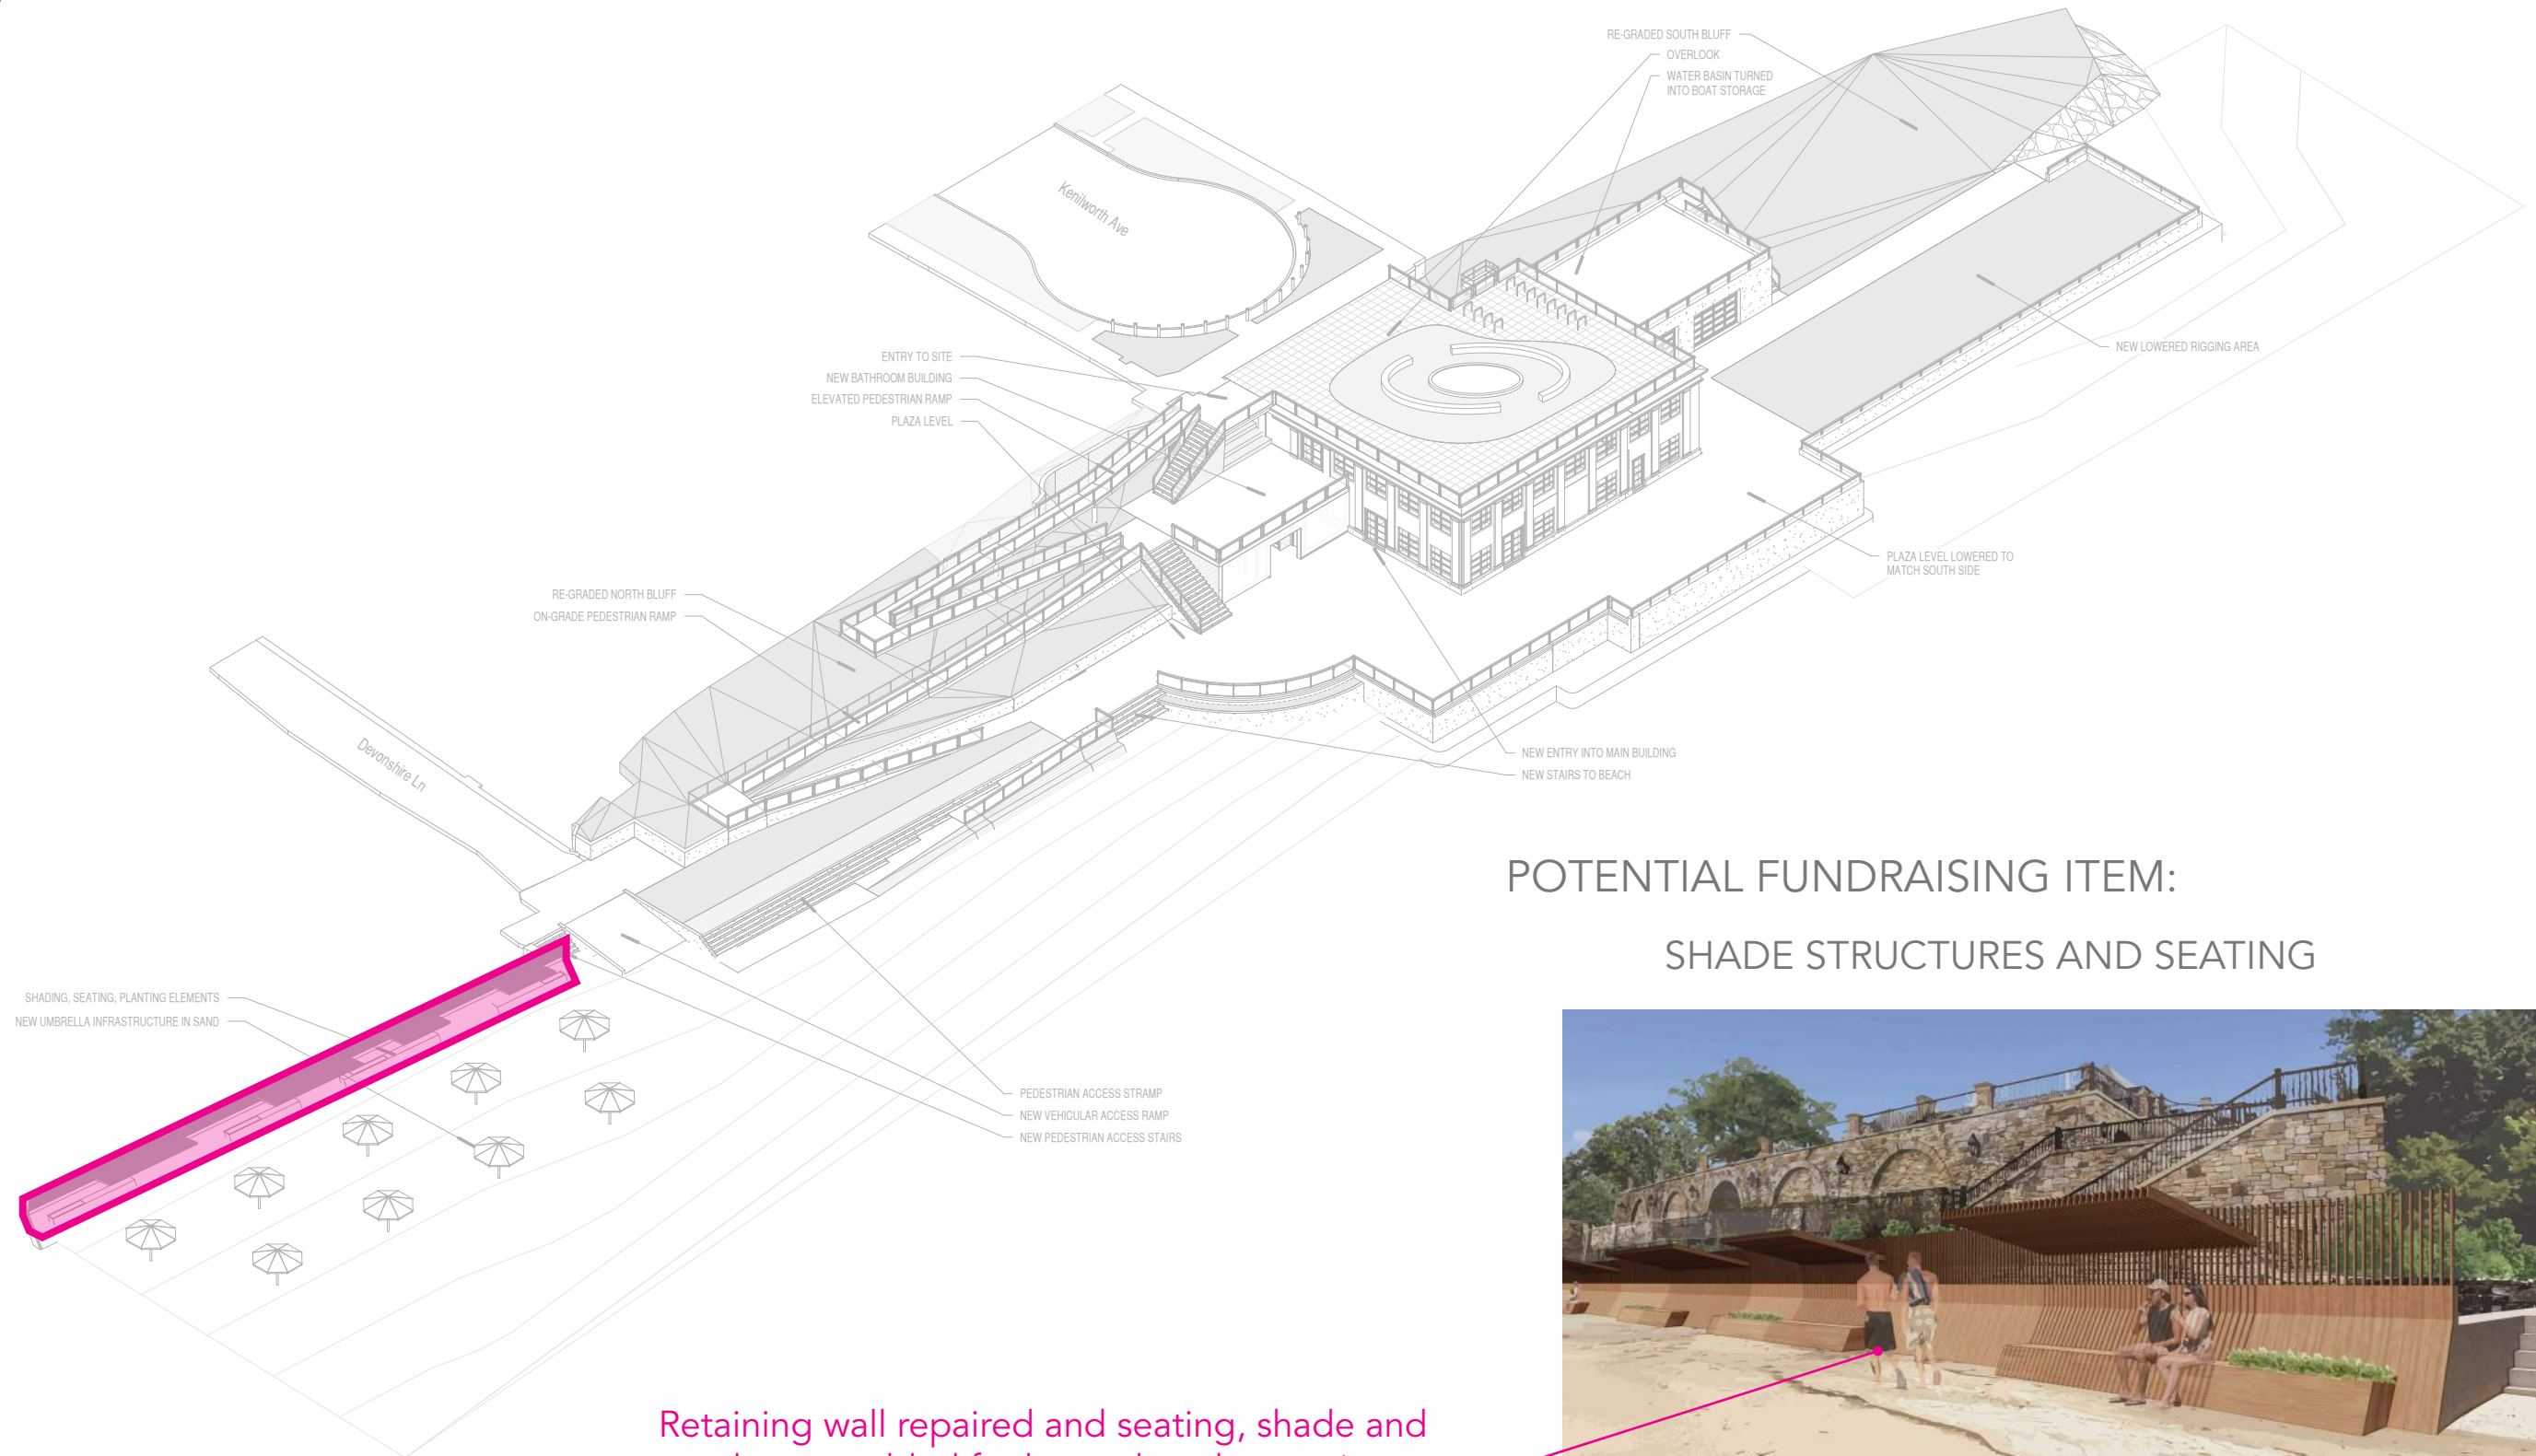 RE-GRADED SOUTH BLUFF
OVERLOOK
WATER BASIN TURNED
INTO BOAT STORAGE
Kenilworth Ave
ENTRY TO SITE
NEW BATHROOM BUILDING
ELEVATED PEDESTRIAN RAMP
PLAZA LEVEL
NEW LOWERED RIGGING AREA
PLAZA LEVEL LOWERED TO
MATCH SOUTH SIDE
RE-GRADED NORTH BLUFF
ON-GRADE PEDESTRIAN RAMP
Devonshire Ln
NEW ENTRY INTO MAIN BUILDING
NEW STAIRS TO BEACH
POTENTIAL FUNDRAISING ITEM:
SHADE STRUCTURES AND SEATING
SHADING, SEATING, PLANTING ELEMENTS
NEW UMBRELLA INFRASTRUCTURE IN SAND
PEDESTRIAN ACCESS STRAMP
NEW VEHICULAR ACCESS RAMP
NEW PEDESTRIAN ACCESS STAIRS
Retaining wall repaired and seating, shade and